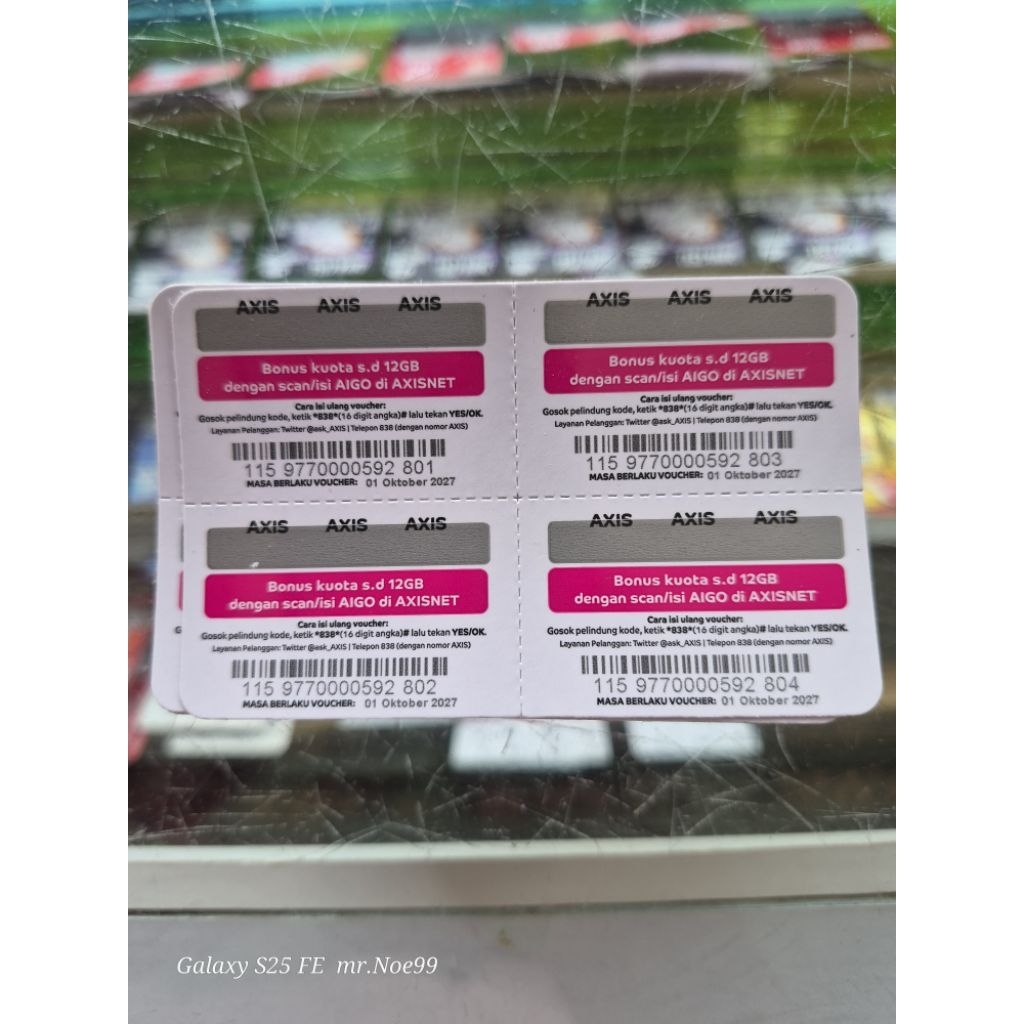 AXIS AXIS AXIS
Bonus kuota s.d 12GB
dengan scan/isi AIGO di AXISNET
Cara isi ulang voucher:
Gosok pelindung kode, ketik *838*(16 digit angka)# lalu tekan YES/OK.
Layanan Pelanggan: Twitter @ask_AXIS | Telepon 838 (dengan nomor AXIS)
115 9770000592 801
MASA BERLAKU VOUCHER: 01 Oktober 2027
AXIS AXIS AXIS
Bonus kuota s.d 12GB
dengan scan/isi AIGO di AXISNET
Cara isi ulang voucher:
Gosok pelindung kode, ketik *838*(16 digit angka)# lalu tekan YES/OK.
Layanan Pelanggan: Twitter @ask_AXIS | Telepon 838 (dengan nomor AXIS)
115 9770000592 803
MASA BERLAKU VOUCHER: 01 Oktober 2027
AXIS AXIS AXIS
Bonus kuota s.d 12GB
dengan scan/isi AIGO di AXISNET
Cara isi ulang voucher:
Gosok pelindung kode, ketik *838*(16 digit angka)# lalu tekan YES/OK.
Layanan Pelanggan: Twitter @ask_AXIS | Telepon 838 (dengan nomor AXIS)
115 9770000592 802
MASA BERLAKU VOUCHER: 01 Oktober 2027
AXIS AXIS AXIS
Bonus kuota s.d 12GB
dengan scan/isi AIGO di AXISNET
Cara isi ulang voucher:
Gosok pelindung kode, ketik *838*(16 digit angka)# lalu tekan YES/OK.
Layanan Pelanggan: Twitter @ask_AXIS | Telepon 838 (dengan nomor AXIS)
115 9770000592 804
MASA BERLAKU VOUCHER: 01 Oktober 2027
Galaxy S25 FE mr.Noe99